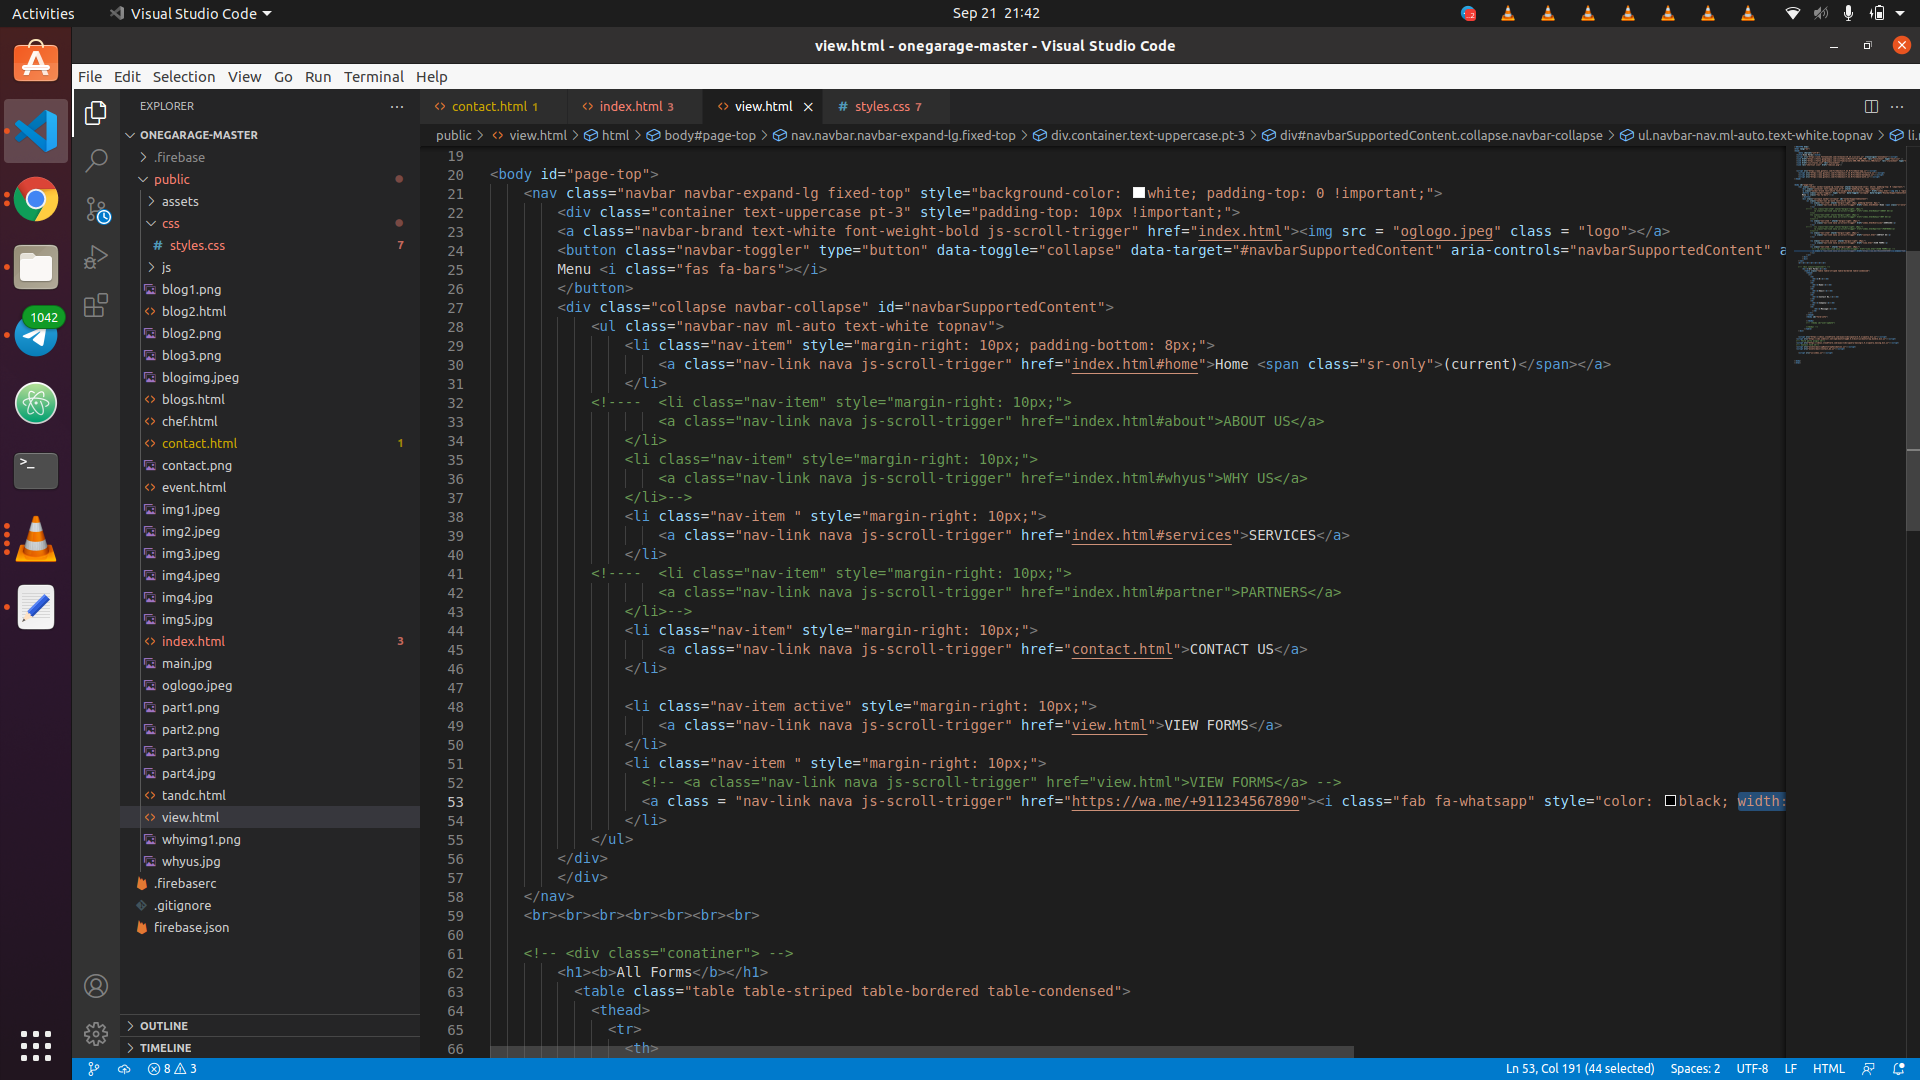 Activities
Visual Studio Code
Sep 21 21:42
view.html - onegarage-master - Visual Studio Code
File Edit Selection View Go Run Terminal Help
EXPLORER
ONEGARAGE-MASTER
.firebase
public
assets
css
styles.css 7
js
blog1.png
blog2.html
blog2.png
blog3.png
blogimg.jpeg
blogs.html
chef.html
contact.html 1
contact.png
event.html
img1.jpeg
img2.jpeg
img3.jpeg
img4.jpeg
img4.jpg
img5.jpg
index.html 3
main.jpg
oglogo.jpeg
part1.png
part2.png
part3.png
part4.jpg
tandc.html
view.html
whyimg1.png
whyus.jpg
.firebaserc
.gitignore
firebase.json
OUTLINE
TIMELINE
1042
contact.html 1 index.html 3 view.html styles.css 7
public > view.html > html > body#page-top > nav.navbar.navbar-expand-lg.fixed-top > div.container.text-uppercase.pt-3 > div#navbarSupportedContent.collapse.navbar-collapse > ul.navbar-nav.ml-auto.text-white.topnav > li.
19
20 <body id="page-top">
21 <nav class="navbar navbar-expand-lg fixed-top" style="background-color: white; padding-top: 0 !important;">
22 <div class="container text-uppercase pt-3" style="padding-top: 10px !important;">
23 <a class="navbar-brand text-white font-weight-bold js-scroll-trigger" href="index.html"><img src = "oglogo.jpeg" class = "logo"></a>
24 <button class="navbar-toggler" type="button" data-toggle="collapse" data-target="#navbarSupportedContent" aria-controls="navbarSupportedContent" a
25 Menu <i class="fas fa-bars"></i>
26 </button>
27 <div class="collapse navbar-collapse" id="navbarSupportedContent">
28 <ul class="navbar-nav ml-auto text-white topnav">
29 <li class="nav-item" style="margin-right: 10px; padding-bottom: 8px;">
30 <a class="nav-link nava js-scroll-trigger" href="index.html#home">Home <span class="sr-only">(current)</span></a>
31 </li>
32 <!---- <li class="nav-item" style="margin-right: 10px;">
33 <a class="nav-link nava js-scroll-trigger" href="index.html#about">ABOUT US</a>
34 </li>
35 <li class="nav-item" style="margin-right: 10px;">
36 <a class="nav-link nava js-scroll-trigger" href="index.html#whyus">WHY US</a>
37 </li>-->
38 <li class="nav-item " style="margin-right: 10px;">
39 <a class="nav-link nava js-scroll-trigger" href="index.html#services">SERVICES</a>
40 </li>
41 <!---- <li class="nav-item" style="margin-right: 10px;">
42 <a class="nav-link nava js-scroll-trigger" href="index.html#partner">PARTNERS</a>
43 </li>-->
44 <li class="nav-item" style="margin-right: 10px;">
45 <a class="nav-link nava js-scroll-trigger" href="contact.html">CONTACT US</a>
46 </li>
47
48 <li class="nav-item active" style="margin-right: 10px;">
49 <a class="nav-link nava js-scroll-trigger" href="view.html">VIEW FORMS</a>
50 </li>
51 <li class="nav-item " style="margin-right: 10px;">
52 <!-- <a class="nav-link nava js-scroll-trigger" href="view.html">VIEW FORMS</a> -->
53 <a class = "nav-link nava js-scroll-trigger" href="https://wa.me/+911234567890"><i class="fab fa-whatsapp" style="color: black; width:
54 </li>
55 </ul>
56 </div>
57 </div>
58 </nav>
59 <br><br><br><br><br><br><br>
60
61 <!-- <div class="conatiner"> -->
62 <h1><b>All Forms</b></h1>
63 <table class="table table-striped table-bordered table-condensed">
64 <thead>
65 <tr>
66 <th>
8 3
Ln 53, Col 191 (44 selected) Spaces: 2 UTF-8 LF HTML